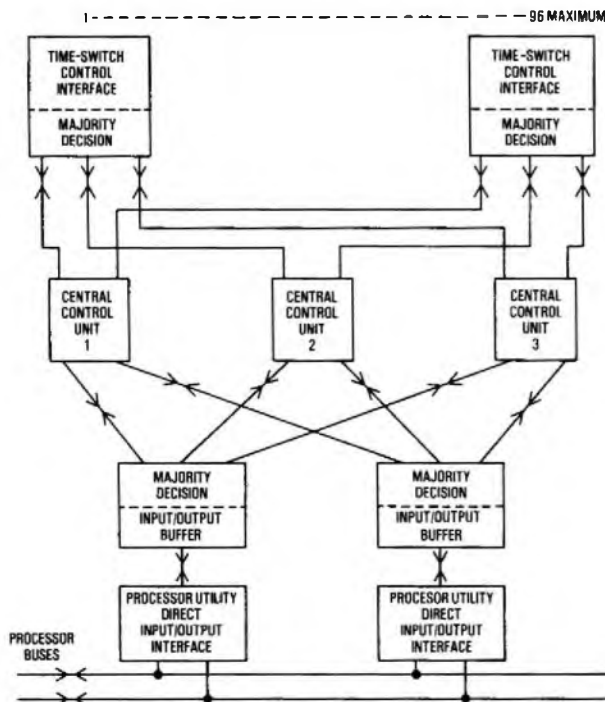 1 96 MAXIMUM
TIME-SWITCH
CONTROL
INTERFACE
MAJORITY
DECISION
TIME-SWITCH
CONTROL
INTERFACE
MAJORITY
DECISION
CENTRAL
CONTROL
UNIT
1
CENTRAL
CONTROL
UNIT
2
CENTRAL
CONTROL
UNIT
3
MAJORITY
DECISION
INPUT/OUTPUT
BUFFER
MAJORITY
DECISION
INPUT/OUTPUT
BUFFER
PROCESSOR UTILITY
DIRECT
INPUT/OUTPUT
INTERFACE
PROCESOR UTILITY
DIRECT
INPUT/OUTPUT
INTERFACE
PROCESSOR
BUSES